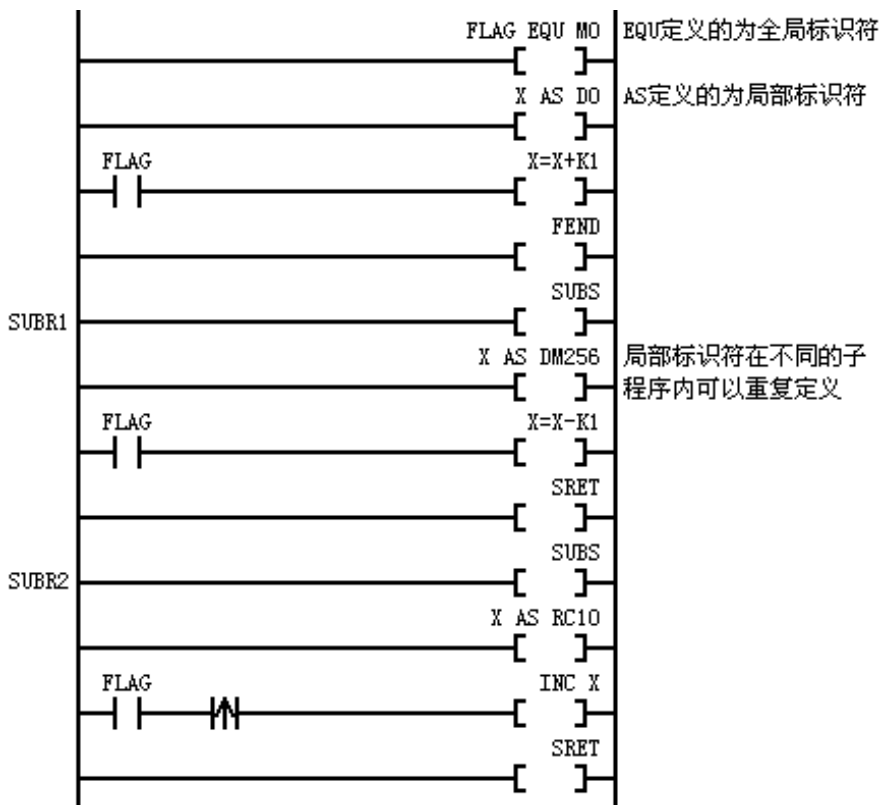 FLAG EQU M0 EQU定义的为全局标识符
X AS D0 AS定义的为局部标识符
FLAG X=X+K1
FEND
SUBS
SUBR1
X AS DM256 局部标识符在不同的子
程序内可以重复定义
FLAG X=X-K1
SRET
SUBS
SUBR2
X AS RC10
FLAG INC X
SRET